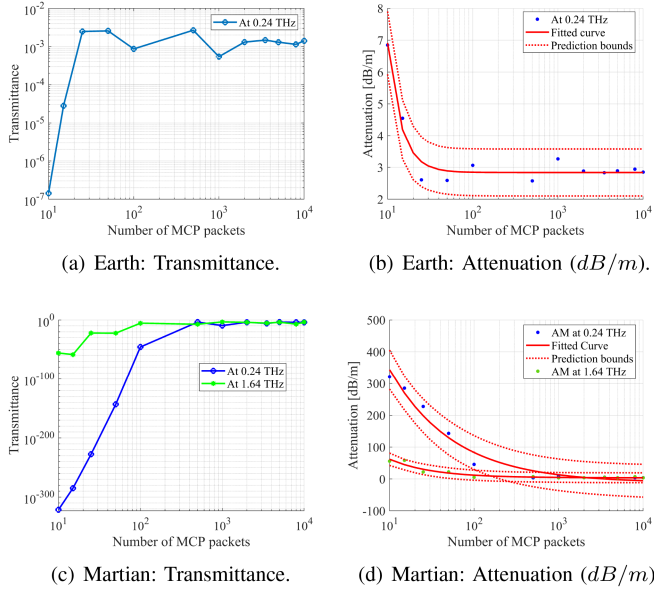 10^-1
10^-2
10^-3
10^-4
10^-5
10^-6
10^-7
Transmittance
At 0.24 THz
10^1 10^2 10^3 10^4
Number of MCP packets
(a) Earth: Transmittance.
8
7
6
5
4
3
2
Attenuation [dB/m]
At 0.24 THz
Fitted curve
Prediction bounds
10^1 10^2 10^3 10^4
Number of MCP packets
(b) Earth: Attenuation (dB/m).
10^0
10^-100
10^-200
10^-300
Transmittance
At 0.24 THz
At 1.64 THz
10^1 10^2 10^3 10^4
Number of MCP packets
(c) Martian: Transmittance.
500
400
300
200
100
0
-100
Attenuation [dB/m]
AM at 0.24 THz
Fitted Curve
Prediction bounds
AM at 1.64 THz
10^1 10^2 10^3 10^4
Number of MCP packets
(d) Martian: Attenuation (dB/m)